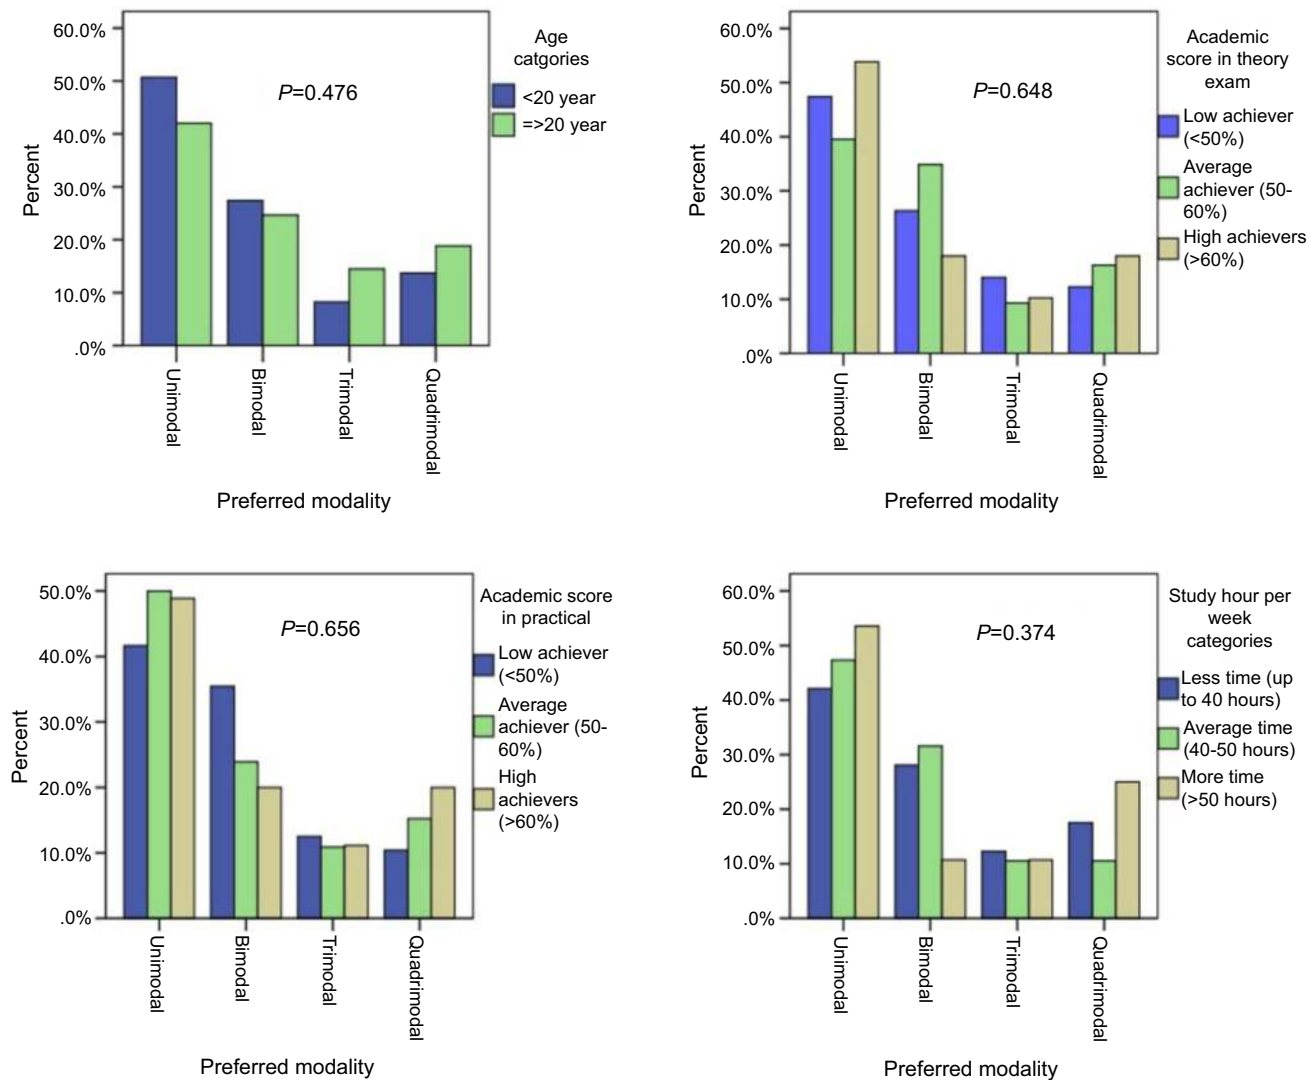 60.0%
50.0%
40.0%
30.0%
20.0%
10.0%
.0%
Percent
P=0.476
Age
catgories
<20 year
=>20 year
Unimodal
Bimodal
Trimodal
Quadrimodal
Preferred modality
60.0%
50.0%
40.0%
30.0%
20.0%
10.0%
.0%
Percent
P=0.648
Academic
score in theory
exam
Low achiever
(<50%)
Average
achiever (50-
60%)
High achievers
(>60%)
Unimodal
Bimodal
Trimodal
Quadrimodal
Preferred modality
50.0%
40.0%
30.0%
20.0%
10.0%
.0%
Percent
P=0.656
Academic score
in practical
Low achiever
(<50%)
Average
achiever (50-
60%)
High
achievers
(>60%)
Unimodal
Bimodal
Trimodal
Quadrimodal
Preferred modality
60.0%
50.0%
40.0%
30.0%
20.0%
10.0%
.0%
Percent
P=0.374
Study hour per
week
categories
Less time (up
to 40 hours)
Average time
(40-50 hours)
More time
(>50 hours)
Unimodal
Bimodal
Trimodal
Quadrimodal
Preferred modality